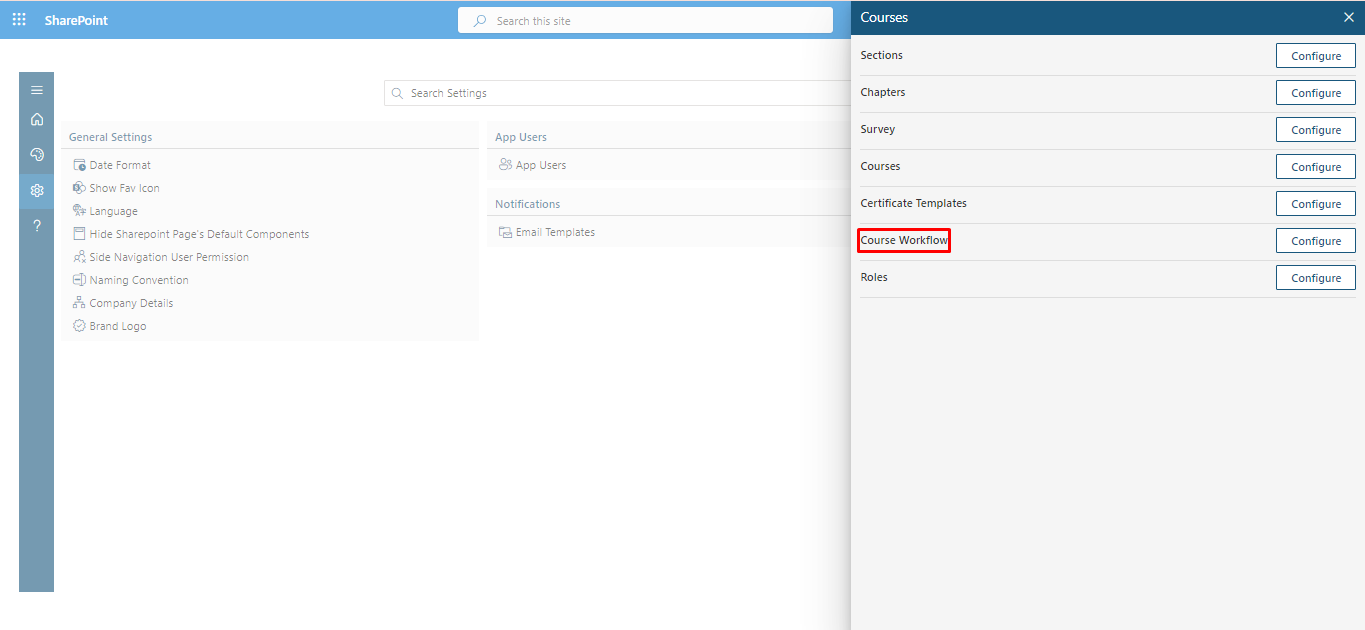 SharePoint
Search this site
Search Settings
General Settings
Date Format
Show Fav Icon
Language
Hide Sharepoint Page's Default Components
Side Navigation User Permission
Naming Convention
Company Details
Brand Logo
App Users
App Users
Notifications
Email Templates
Courses
Sections Configure
Chapters Configure
Survey Configure
Courses Configure
Certificate Templates Configure
Course Workflow Configure
Roles Configure